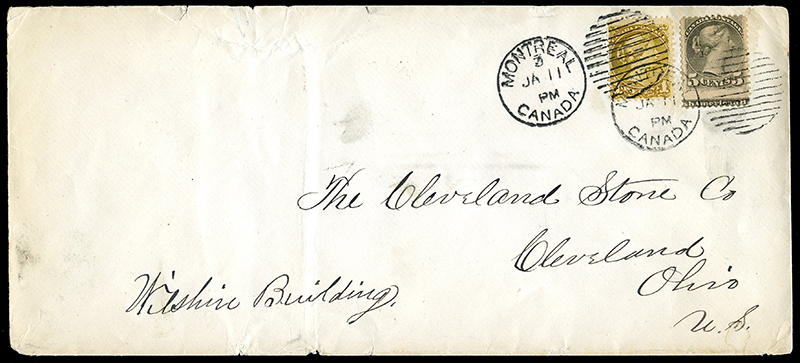 MONTREAL
3
JA 11
PM
CANADA
JA 11
PM
CANADA
5 CENTS 5
The Cleveland Stone Co
Cleveland
Ohio
U.S.
Wilshire Building.